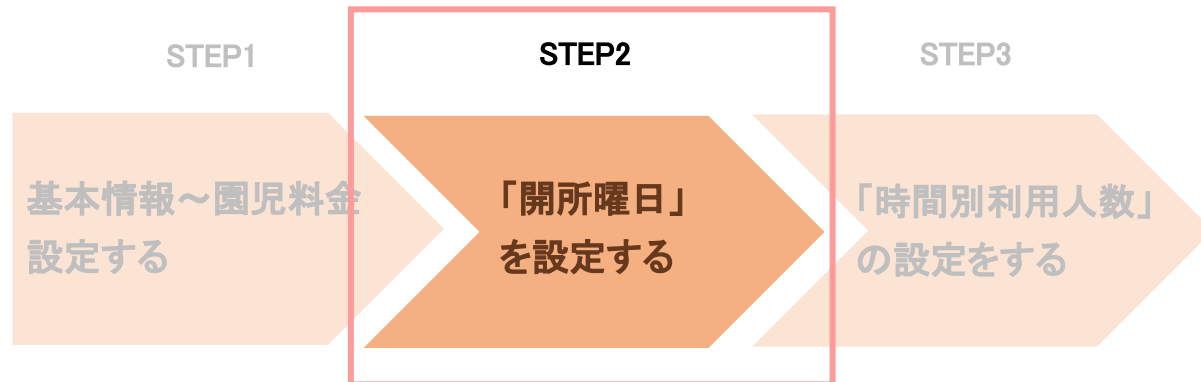 STEP1
STEP2
STEP3
基本情報～園児料金
設定する
「開所曜日」
を設定する
「時間別利用人数」
の設定をする